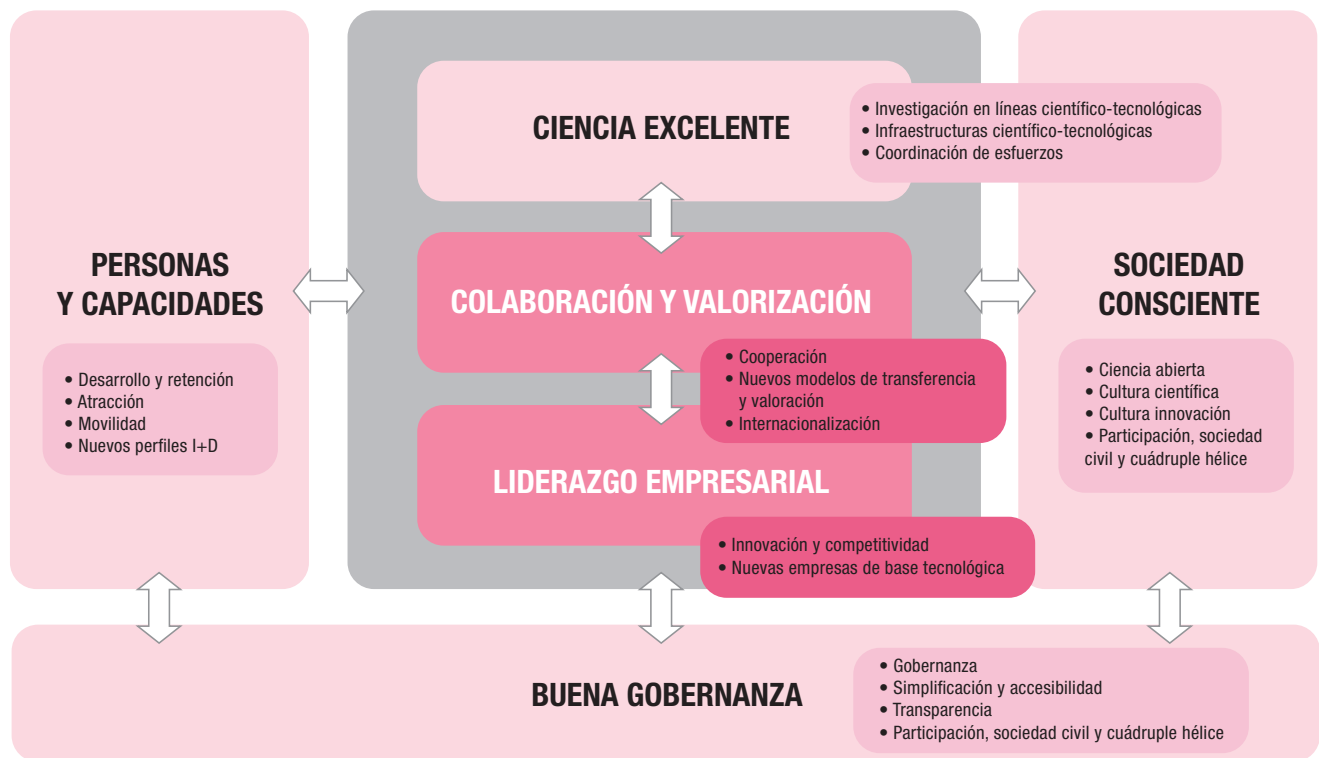 CIENCIA EXCELENTE
• Investigación en líneas científico-tecnológicas
• Infraestructuras científico-tecnológicas
• Coordinación de esfuerzos
PERSONAS
Y CAPACIDADES
• Desarrollo y retención
• Atracción
• Movilidad
• Nuevos perfiles I+D
COLABORACIÓN Y VALORIZACIÓN
• Cooperación
• Nuevos modelos de transferencia
y valoración
• Internacionalización
LIDERAZGO EMPRESARIAL
• Innovación y competitividad
• Nuevas empresas de base tecnológica
SOCIEDAD
CONSCIENTE
• Ciencia abierta
• Cultura científica
• Cultura innovación
• Participación, sociedad
civil y cuádruple hélice
BUENA GOBERNANZA
• Gobernanza
• Simplificación y accesibilidad
• Transparencia
• Participación, sociedad civil y cuádruple hélice